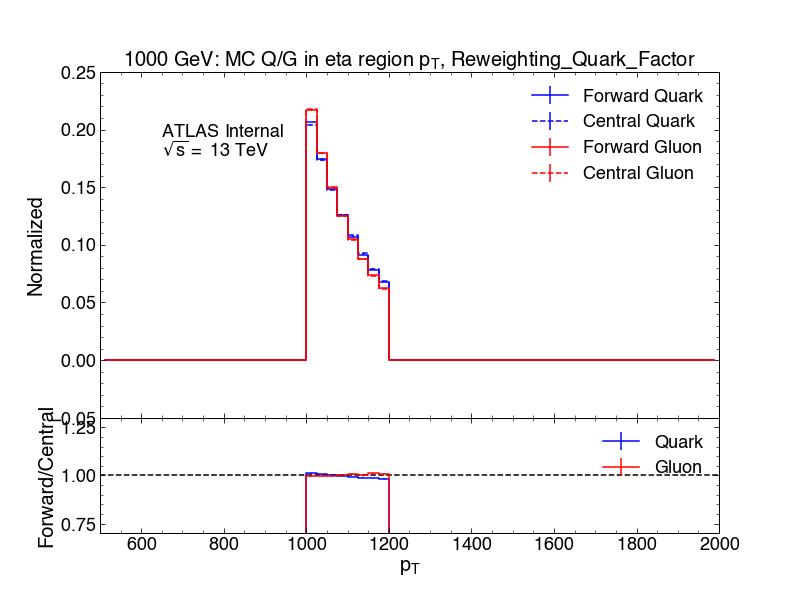 1000 GeV: MC Q/G in eta region pT, Reweighting_Quark_Factor
0.25
0.20
0.15
0.10
0.05
0.00
0.05
Normalized
ATLAS Internal
√s = 13 TeV
Forward Quark
Central Quark
Forward Gluon
Central Gluon
1.25
1.00
0.75
Forward/Central
Quark
Gluon
600 800 1000 1200 1400 1600 1800 2000
pT